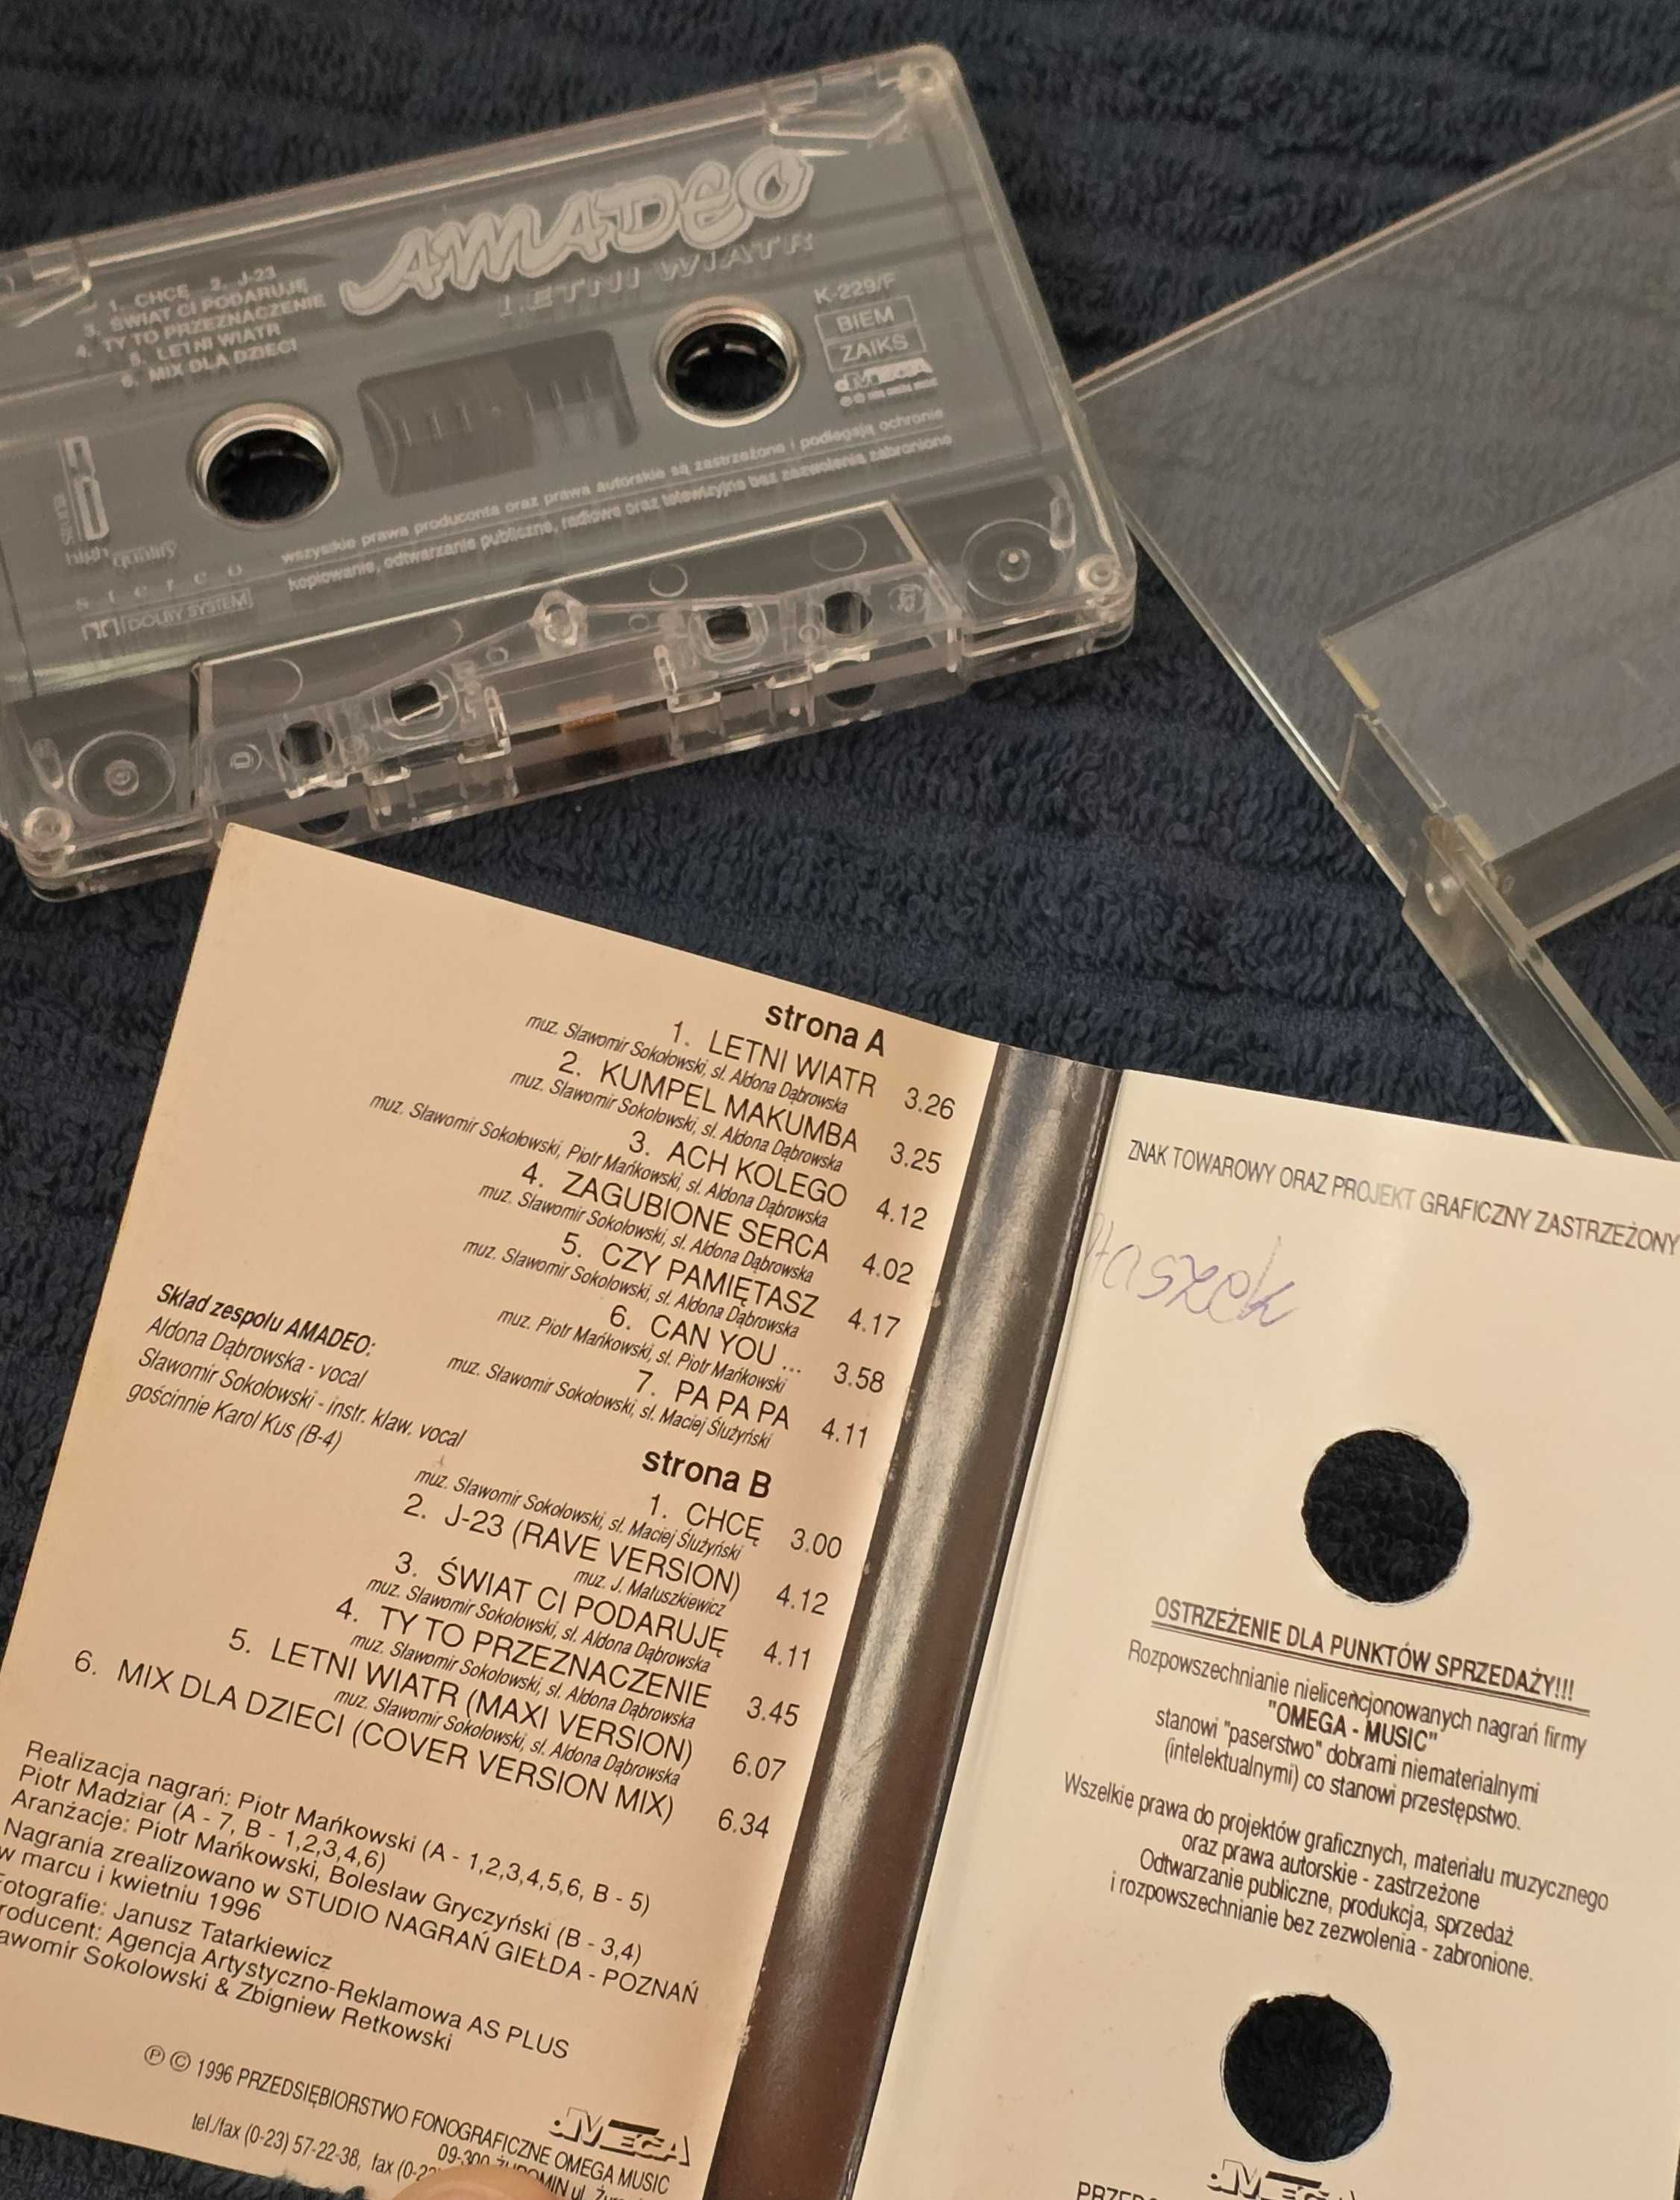 AMADEO
LETNI WIATR
1. CHCĘ 2. J-23
3. ŚWIAT CI PODARUJĘ
4. TY TO PRZEZNACZENIE
5. LETNI WIATR
6. MIX DLA DZIECI
K-229/F
BIEM
ZAIKS
OMEGA
high quality
stereo
DOLBY SYSTEM
wszystkie prawa producenta oraz prawa autorskie są zastrzeżone i podlegają ochronie
kopiowanie, odtwarzanie publiczne, radiowe oraz telewizyjne bez zezwolenia zabronione
strona A
1. LETNI WIATR 3.26
muz. Sławomir Sokołowski, sł. Aldona Dąbrowska
2. KUMPEL MAKUMBA 3.25
muz. Sławomir Sokołowski, sł. Aldona Dąbrowska
3. ACH KOLEGO 4.12
muz. Sławomir Sokołowski, Piotr Mańkowski, sł. Aldona Dąbrowska
4. ZAGUBIONE SERCA 4.02
muz. Sławomir Sokołowski, sł. Aldona Dąbrowska
5. CZY PAMIĘTASZ 4.17
muz. Sławomir Sokołowski, sł. Aldona Dąbrowska
6. CAN YOU ... 3.58
muz. Piotr Mańkowski, sł. Piotr Mańkowski
7. PA PA PA 4.11
muz. Sławomir Sokołowski, sł. Maciej Służyński
strona B
1. CHCĘ 3.00
muz. Sławomir Sokołowski, sł. Maciej Służyński
2. J-23 (RAVE VERSION) 4.12
muz. J. Matuszkiewicz
3. ŚWIAT CI PODARUJĘ 4.11
muz. Sławomir Sokołowski, sł. Aldona Dąbrowska
4. TY TO PRZEZNACZENIE 3.45
muz. Sławomir Sokołowski, sł. Aldona Dąbrowska
5. LETNI WIATR (MAXI VERSION) 6.07
muz. Sławomir Sokołowski, sł. Aldona Dąbrowska
6. MIX DLA DZIECI (COVER VERSION MIX) 6.34
Skład zespołu AMADEO:
Aldona Dąbrowska - vocal
Sławomir Sokołowski - instr. klaw. vocal
gościnnie Karol Kus (B-4)
Realizacja nagrań: Piotr Mańkowski (A - 1,2,3,4,5,6, B - 5)
Piotr Madziar (A - 7, B - 1,2,3,4,6)
Aranżacje: Piotr Mańkowski, Bolesław Gryczyński (B - 3,4)
Nagrania zrealizowano w STUDIO NAGRAŃ GIEŁDA - POZNAŃ
w marcu i kwietniu 1996
Fotografie: Janusz Tatarkiewicz
roducent: Agencja Artystyczno-Reklamowa AS PLUS
awomir Sokołowski & Zbigniew Retkowski
Ⓟ © 1996 PRZEDSIĘBIORSTWO FONOGRAFICZNE OMEGA MUSIC
OMEGA
09-300 ŻUROMIN ul.
tel./fax (0-23) 57-22-38, fax
ZNAK TOWAROWY ORAZ PROJEKT GRAFICZNY ZASTRZEŻONY
OSTRZEŻENIE DLA PUNKTÓW SPRZEDAŻY!!!
Rozpowszechnianie nielicencjonowanych nagrań firmy
"OMEGA - MUSIC"
stanowi "paserstwo" dobrami niematerialnymi
(intelektualnymi) co stanowi przestępstwo.
Wszelkie prawa do projektów graficznych, materiału muzycznego
oraz prawa autorskie - zastrzeżone
Odtwarzanie publiczne, produkcja, sprzedaż
i rozpowszechnianie bez zezwolenia - zabronione.
OMEGA